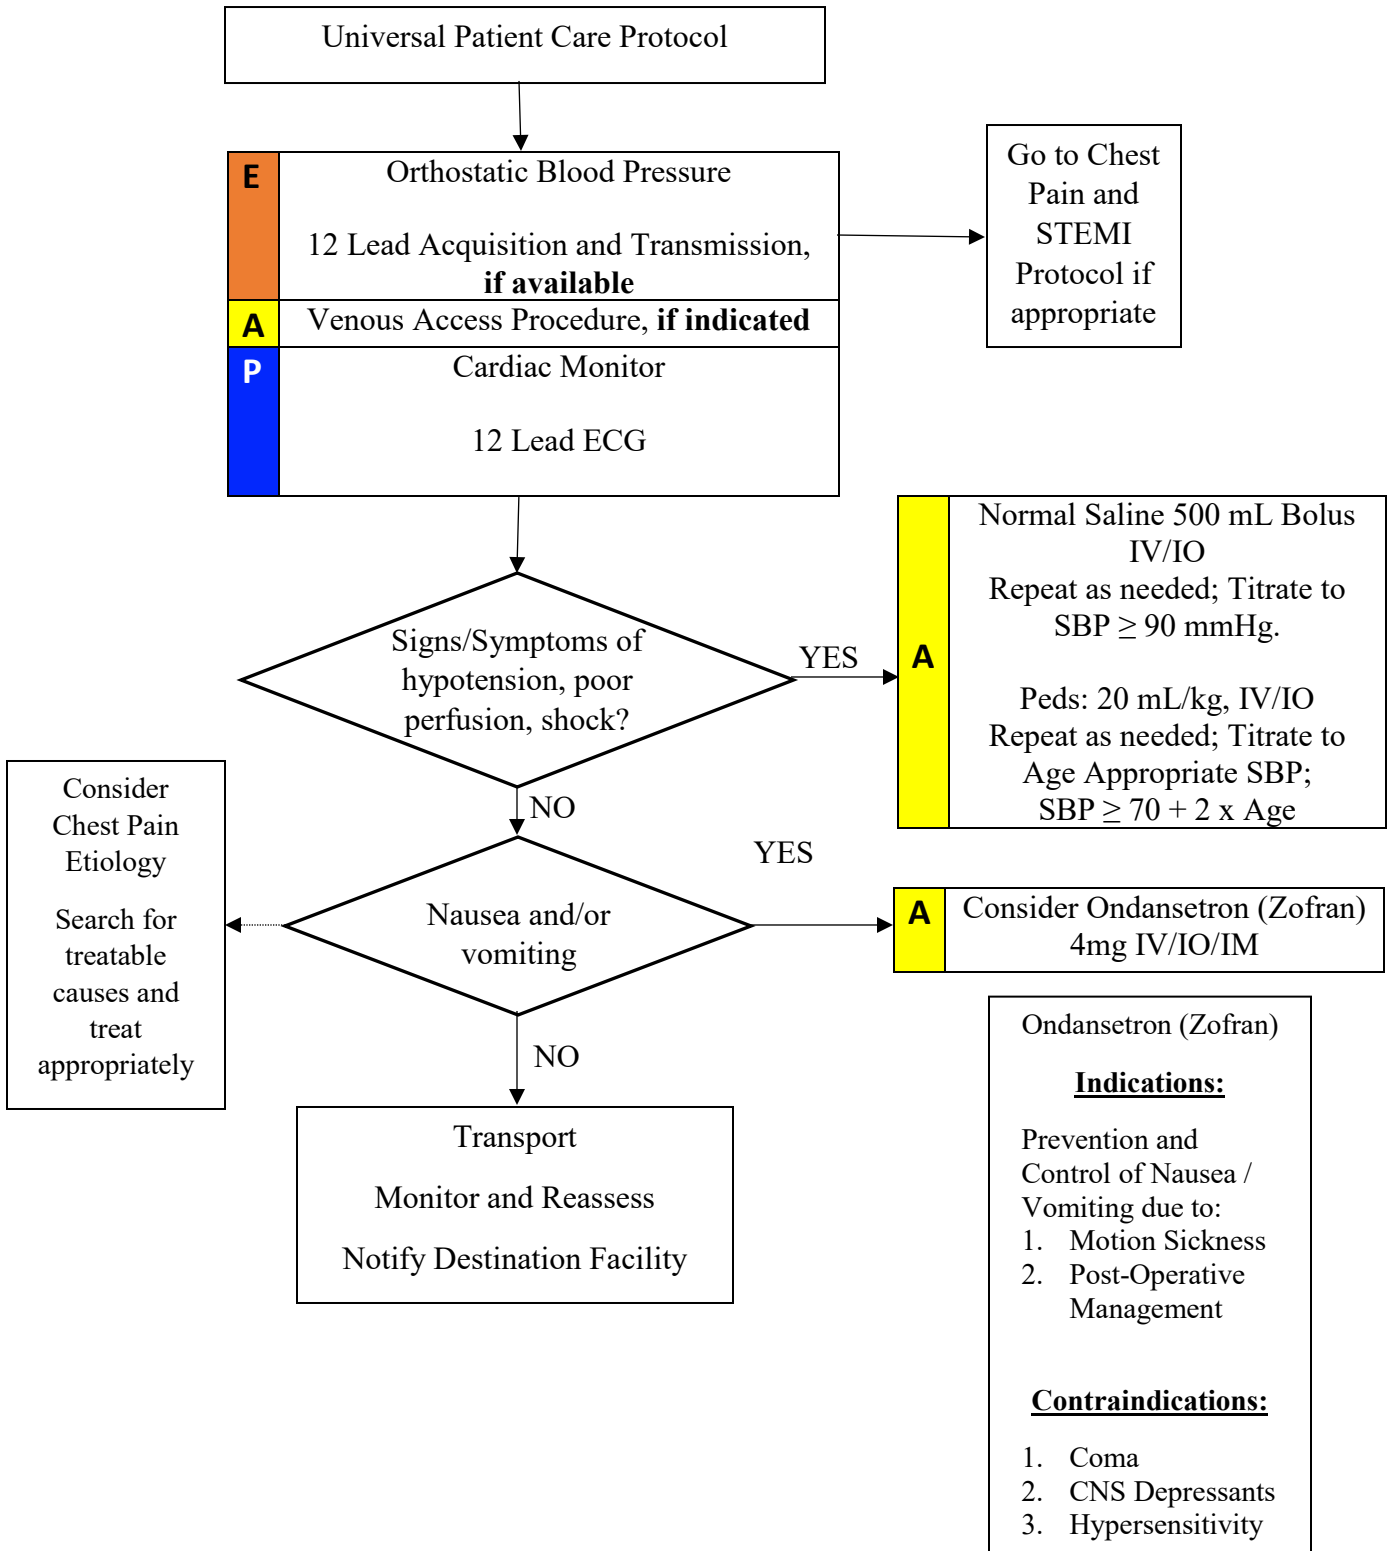 Universal Patient Care Protocol
E
Orthostatic Blood Pressure
12 Lead Acquisition and Transmission,
if available
A
Venous Access Procedure, if indicated
P
Cardiac Monitor
12 Lead ECG
Go to Chest
Pain and
STEMI
Protocol if
appropriate
Signs/Symptoms of
hypotension, poor
perfusion, shock?
YES
A
Normal Saline 500 mL Bolus
IV/IO
Repeat as needed; Titrate to
SBP ≥ 90 mmHg.
Peds: 20 mL/kg, IV/IO
Repeat as needed; Titrate to
Age Appropriate SBP;
SBP ≥ 70 + 2 x Age
NO
Consider
Chest Pain
Etiology
Search for
treatable
causes and
treat
appropriately
Nausea and/or
vomiting
YES
A
Consider Ondansetron (Zofran)
4mg IV/IO/IM
NO
Transport
Monitor and Reassess
Notify Destination Facility
Ondansetron (Zofran)
Indications:
Prevention and
Control of Nausea /
Vomiting due to:
1. Motion Sickness
2. Post-Operative
Management
Contraindications:
1. Coma
2. CNS Depressants
3. Hypersensitivity